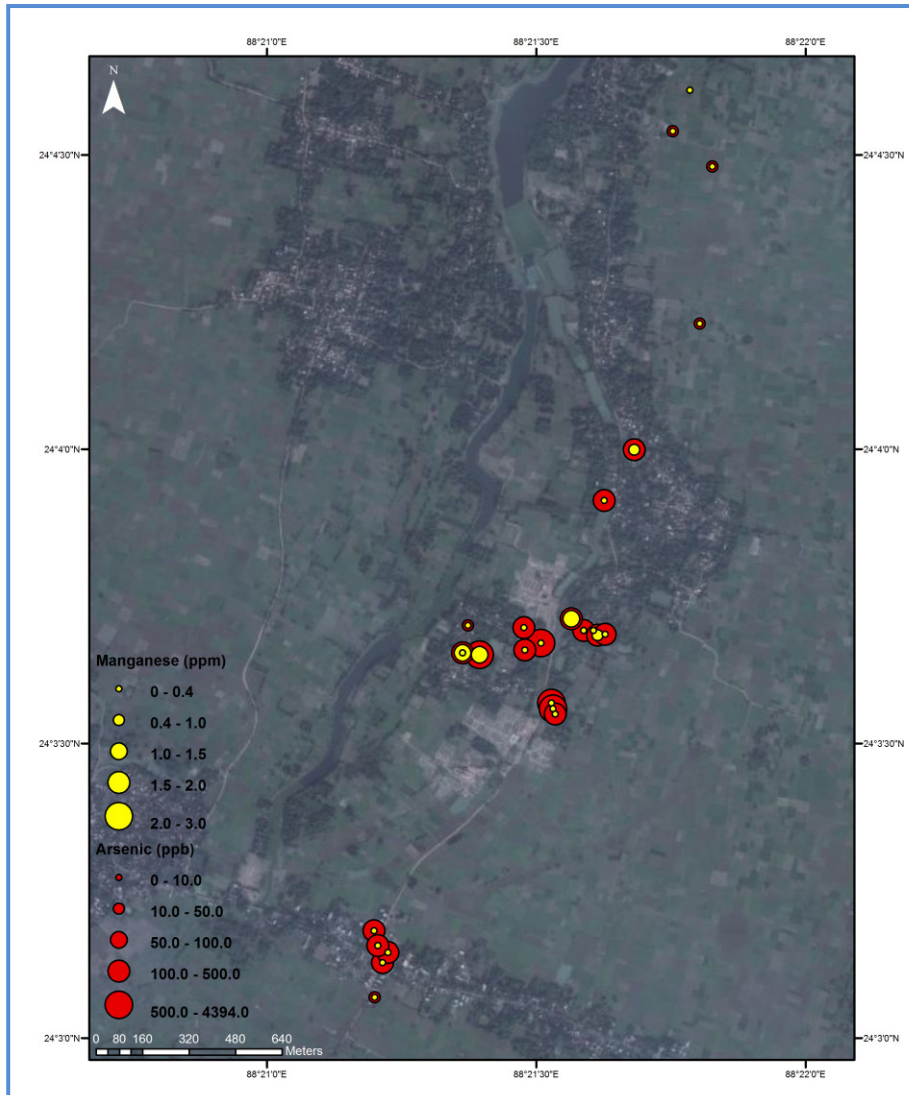 88°21'0"E 88°21'30"E 88°22'0"E
N
24°4'30"N 24°4'30"N
24°4'0"N 24°4'0"N
Manganese (ppm)
0 - 0.4
0.4 - 1.0
24°3'30"N 24°3'30"N
1.0 - 1.5
1.5 - 2.0
2.0 - 3.0
Arsenic (ppb)
0 - 10.0
10.0 - 50.0
50.0 - 100.0
100.0 - 500.0
500.0 - 4394.0
24°3'0"N 24°3'0"N
0 80 160 320 480 640
Meters
88°21'0"E 88°21'30"E 88°22'0"E